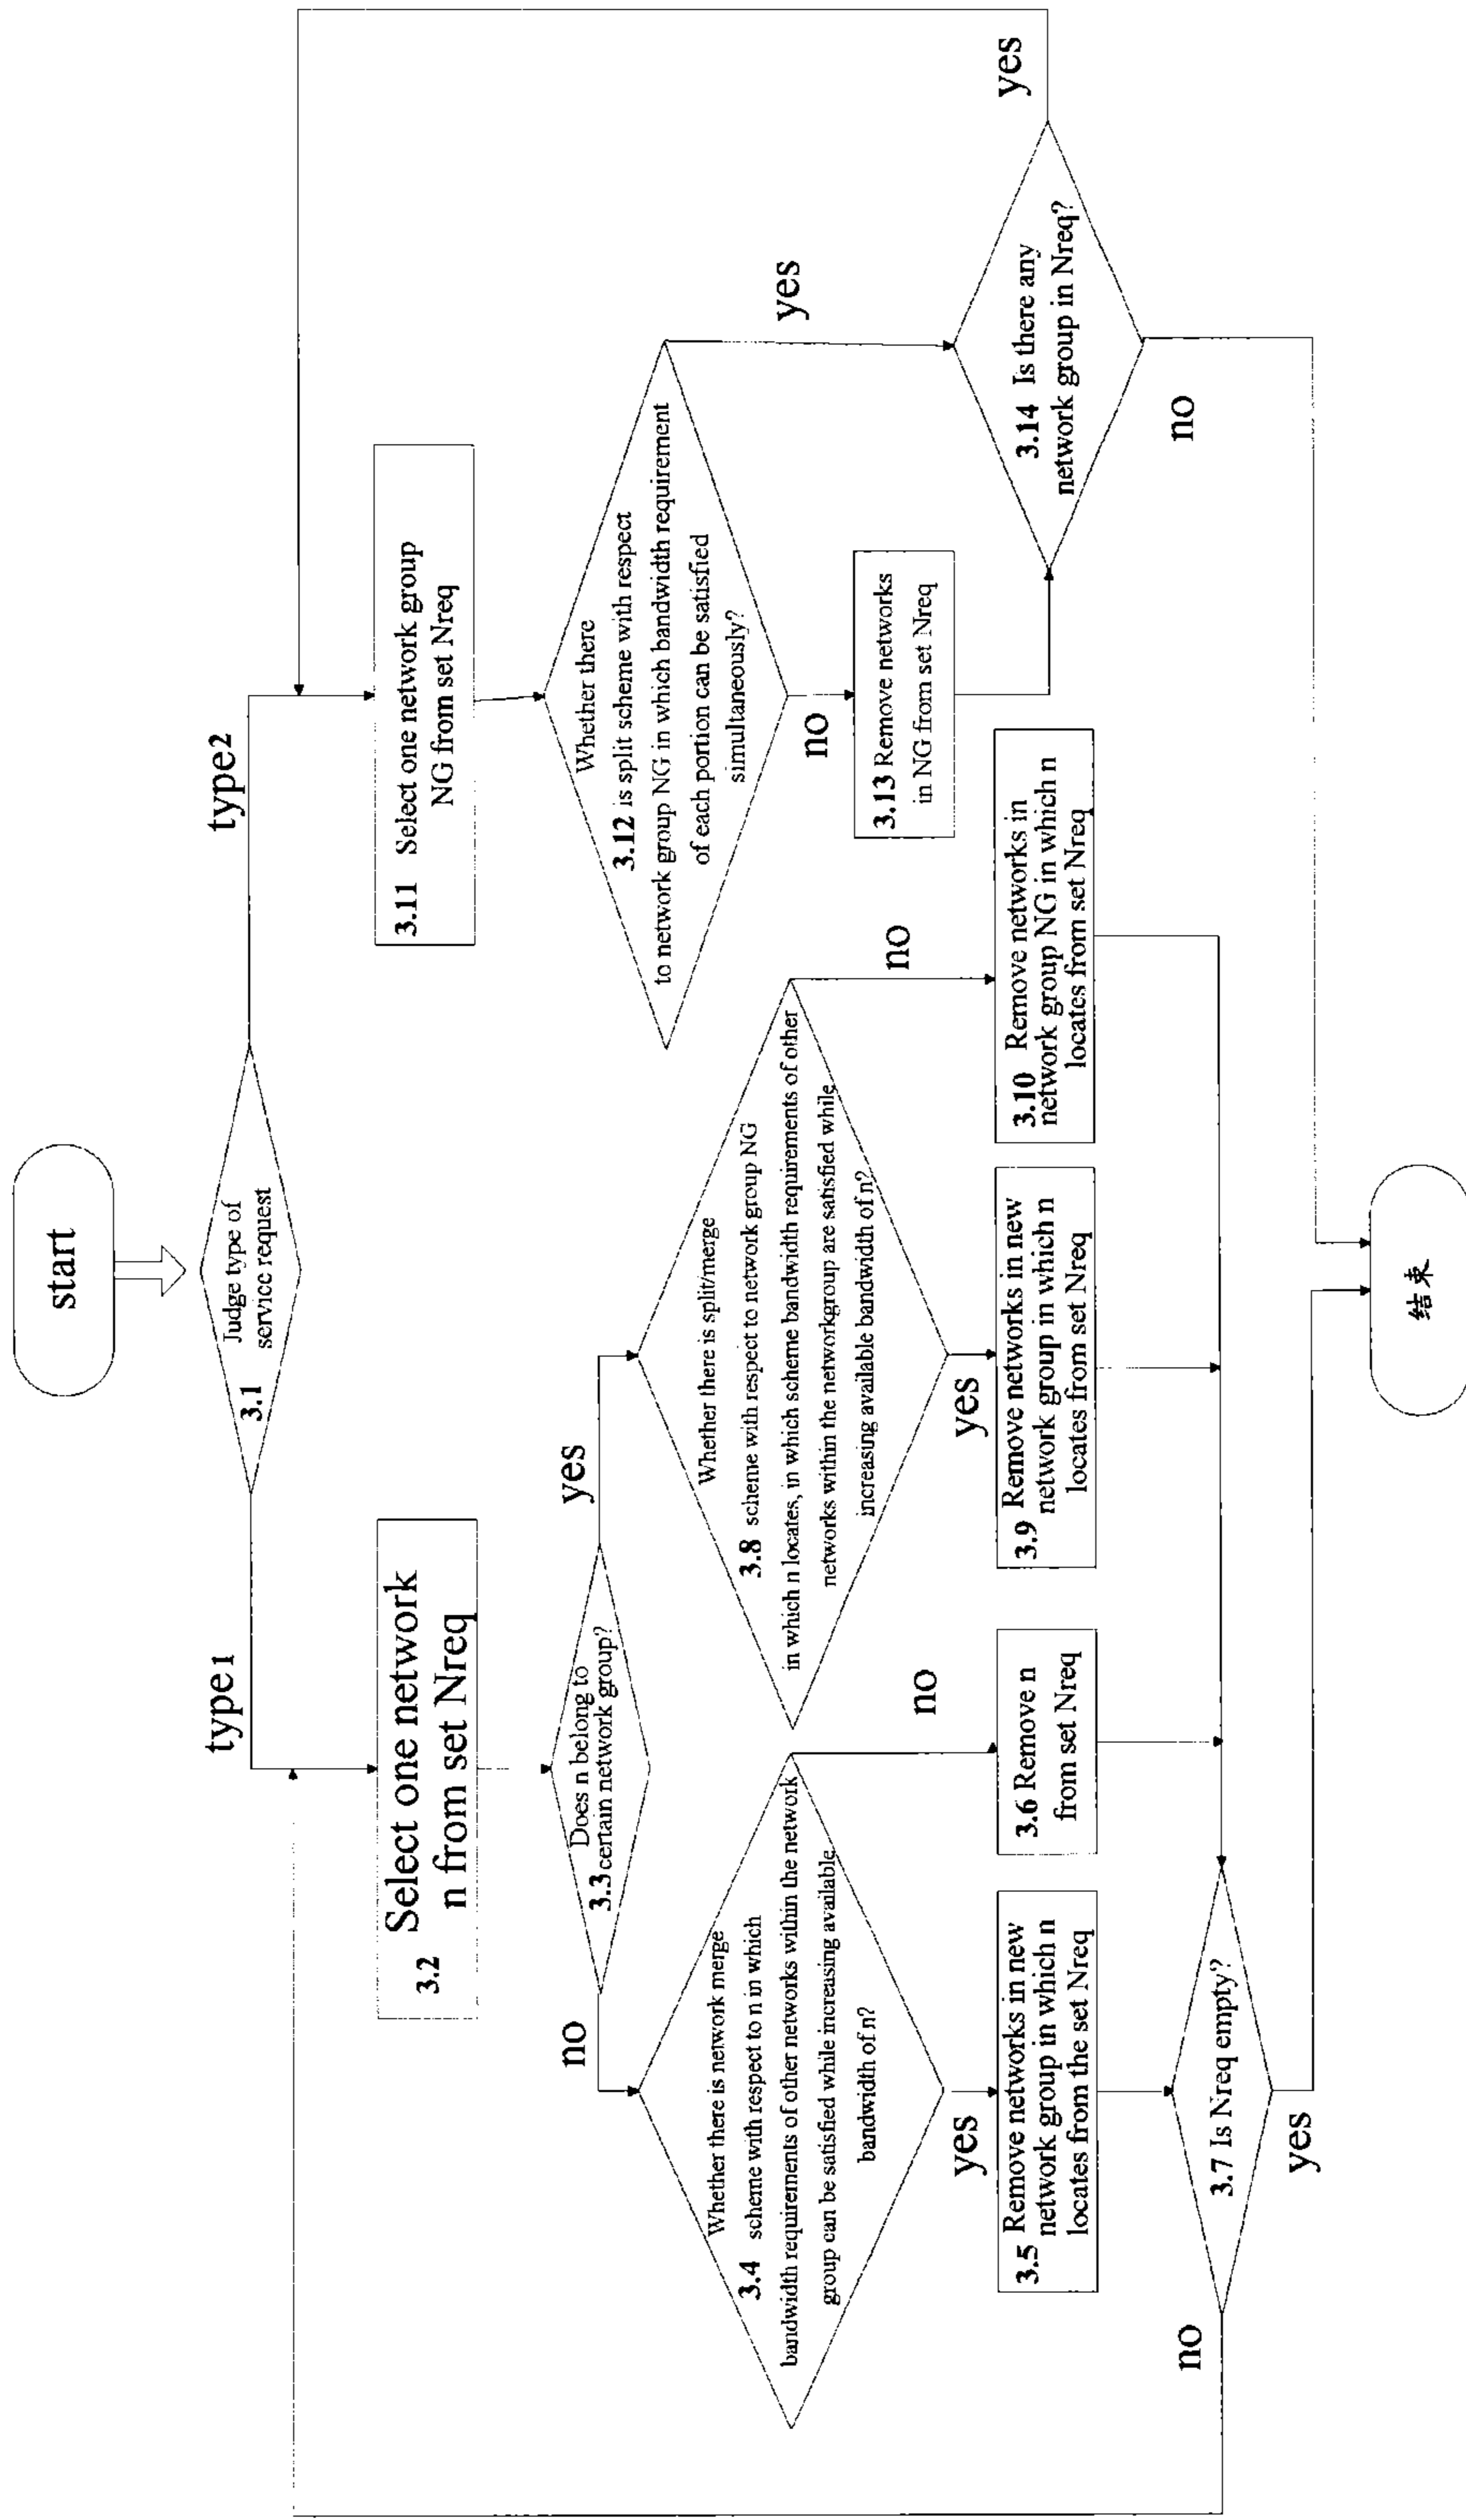 start
Judge type of
3.1 service request
type1
type2
3.2 Select one network
n from set Nreq
3.11 Select one network group
NG from set Nreq
Does n belong to
3.3 certain network group?
no
yes
Whether there is network merge
3.4 scheme with respect to n in which
bandwidth requirements of other networks within the network
group can be satisfied while increasing available
bandwidth of n?
Whether there is split/merge
3.8 scheme with respect to network group NG
in which n locates, in which scheme bandwidth requirements of other
networks within the networkgroup are satisfied while
increasing available bandwidth of n?
Whether there
3.12 is split scheme with respect
to network group NG in which bandwidth requirement
of each portion can be satisfied
simultaneously?
yes
no
yes
no
no
yes
3.5 Remove networks in new
network group in which n
locates from the set Nreq
3.6 Remove n
from set Nreq
3.9 Remove networks in new
network group in which n
locates from set Nreq
3.10 Remove networks in
network group NG in which n
locates from set Nreq
3.13 Remove networks
in NG from set Nreq
3.14 Is there any
network group in Nreq?
yes
no
3.7 Is Nreq empty?
no
yes
结束